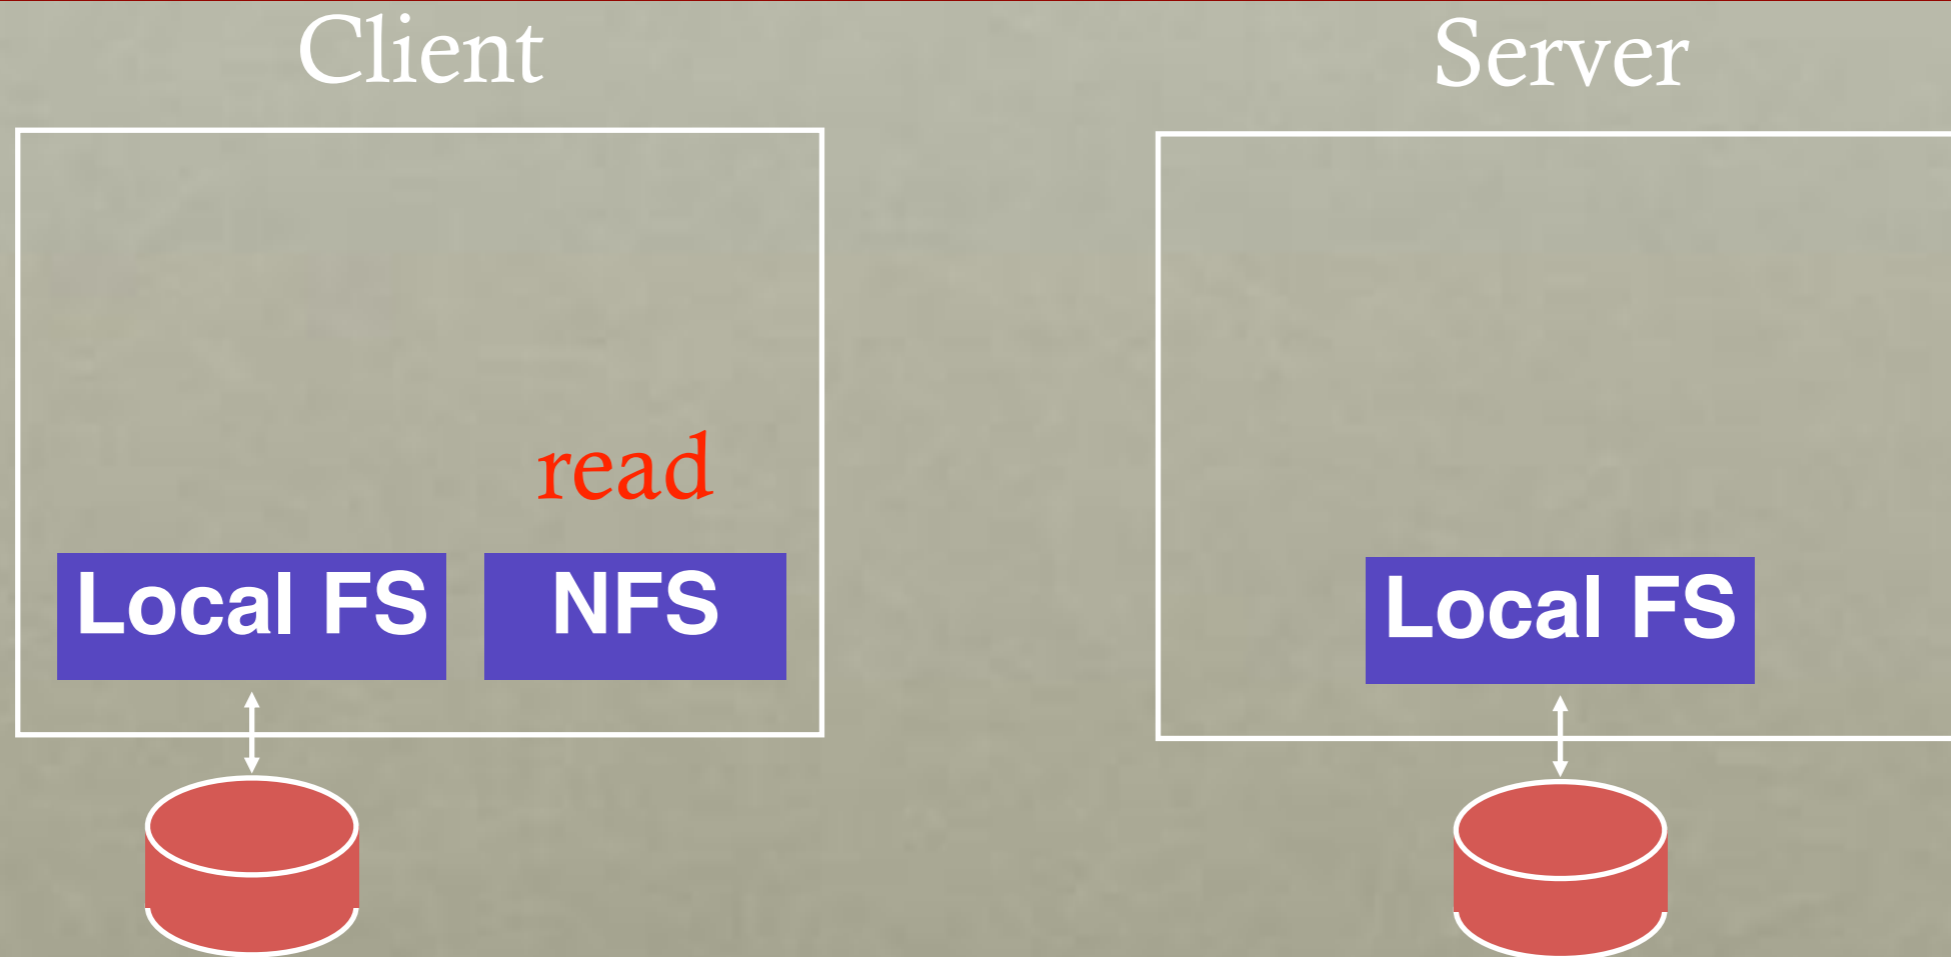 Client
Server
read
Local FS
NFS
Local FS